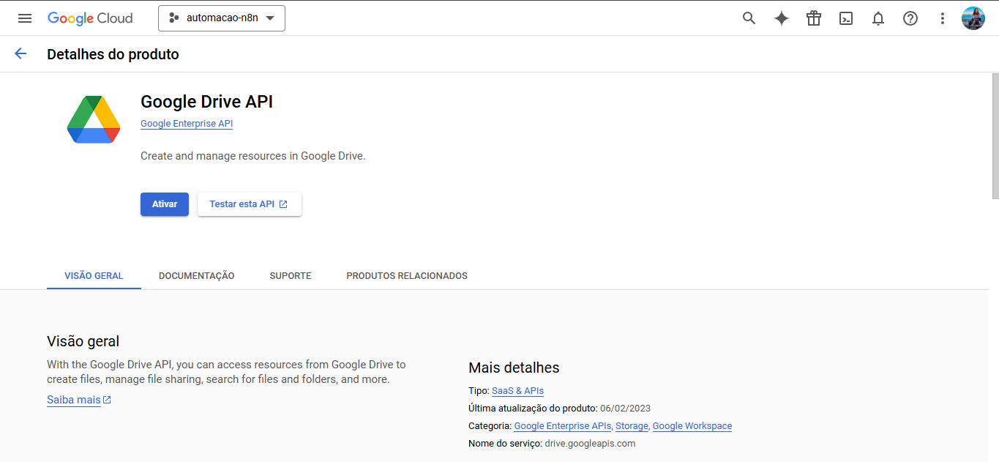 Google Cloud
automacao-n8n
Detalhes do produto
Google Drive API
Google Enterprise API
Create and manage resources in Google Drive.
Ativar
Testar esta API
VISÃO GERAL
DOCUMENTAÇÃO
SUPORTE
PRODUTOS RELACIONADOS
Visão geral
With the Google Drive API, you can access resources from Google Drive to
create files, manage file sharing, search for files and folders, and more.
Saiba mais
Mais detalhes
Tipo: SaaS & APIs
Última atualização do produto: 06/02/2023
Categoria: Google Enterprise APIs, Storage, Google Workspace
Nome do serviço: drive.googleapis.com